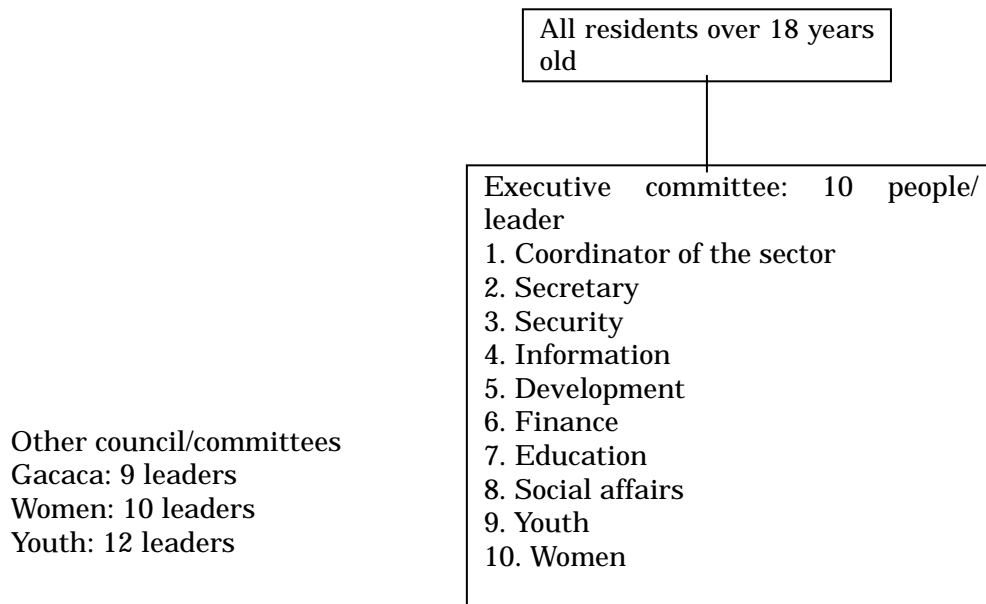 All residents over 18 years
old
Executive committee: 10 people/
leader
1. Coordinator of the sector
2. Secretary
3. Security
4. Information
5. Development
6. Finance
7. Education
8. Social affairs
9. Youth
10. Women
Other council/committees
Gacaca: 9 leaders
Women: 10 leaders
Youth: 12 leaders